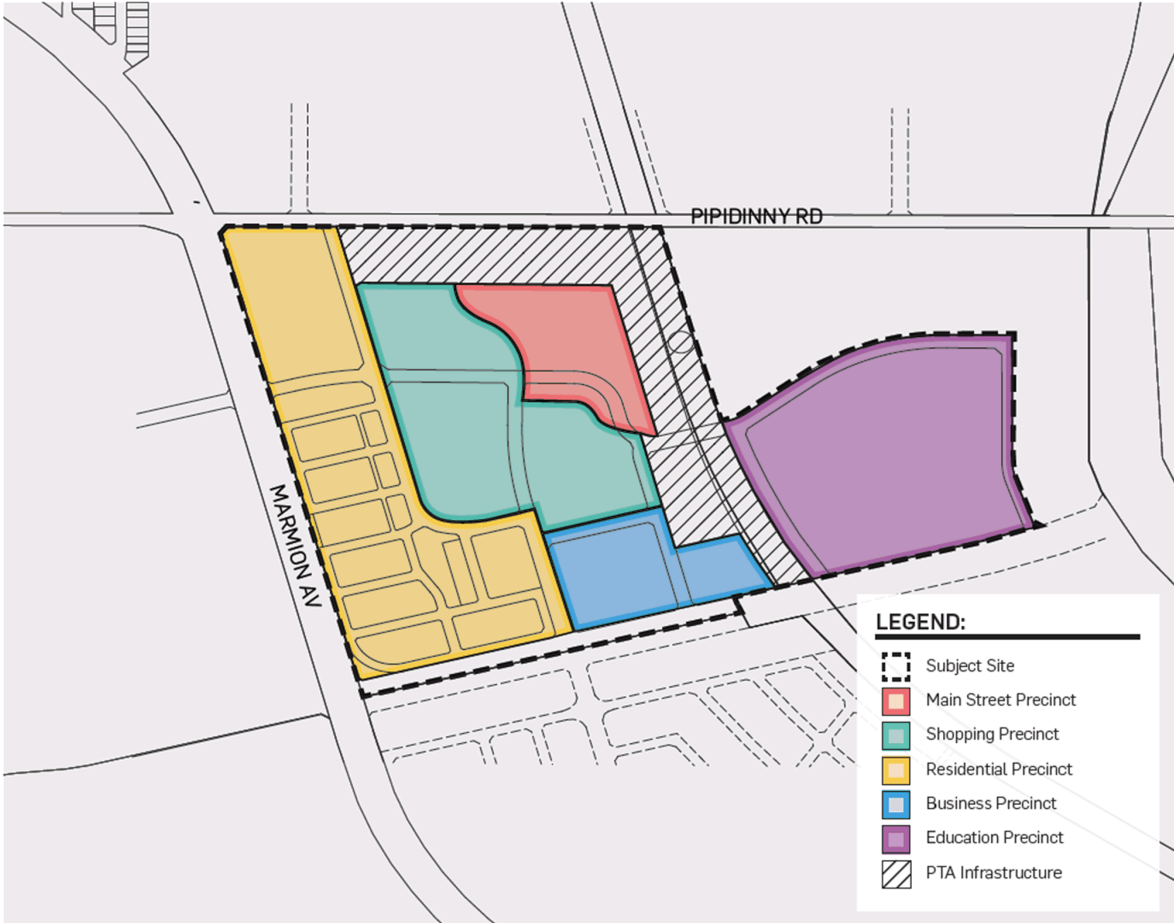 PIPIDINNY RD
MARMION AV
LEGEND:
Subject Site
Main Street Precinct
Shopping Precinct
Residential Precinct
Business Precinct
Education Precinct
PTA Infrastructure